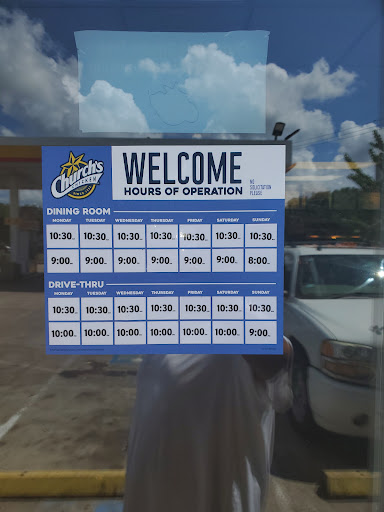 Church's
CHICKEN
WELCOME
HOURS OF OPERATION
NO
SOLICITATION
PLEASE
DINING ROOM
MONDAY TUESDAY WEDNESDAY THURSDAY FRIDAY SATURDAY SUNDAY
10:30 10:30 10:30 10:30 10:30 10:30 10:30
9:00 9:00 9:00 9:00 9:00 9:00 8:00
DRIVE-THRU
MONDAY TUESDAY WEDNESDAY THURSDAY FRIDAY SATURDAY SUNDAY
10:30 10:30 10:30 10:30 10:30 10:30 10:30
10:00 10:00 10:00 10:00 10:00 10:00 9:00